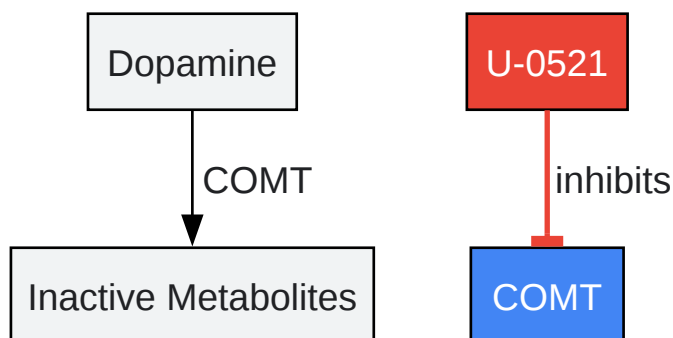 Dopamine
U-0521
COMT
inhibits
Inactive Metabolites
COMT